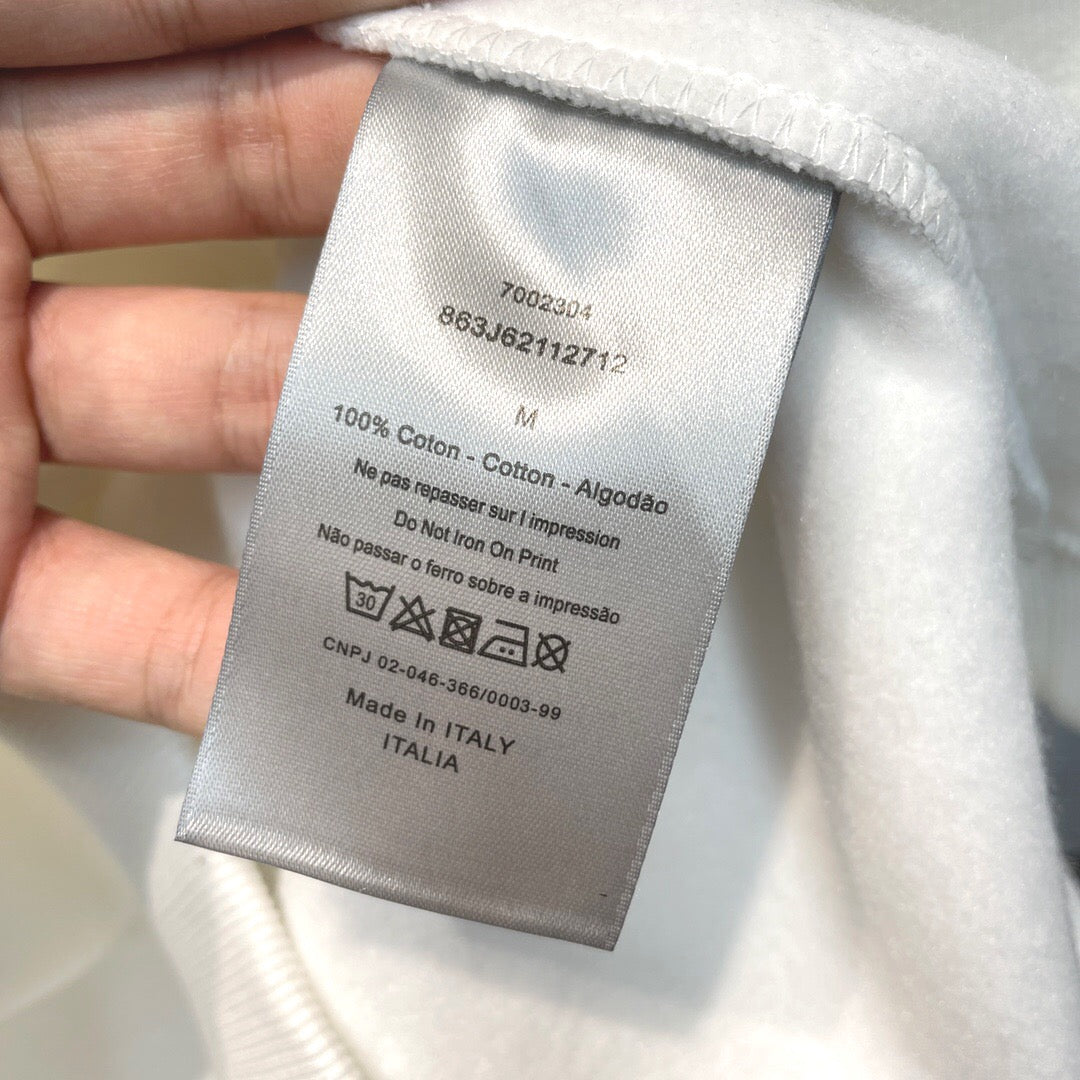 7002304
863J62112712
M
100% Coton - Cotton - Algodão
Ne pas repasser sur l impression
Do Not Iron On Print
Não passar o ferro sobre a impressão
30
CNPJ 02-046-366/0003-99
Made In ITALY
ITALIA